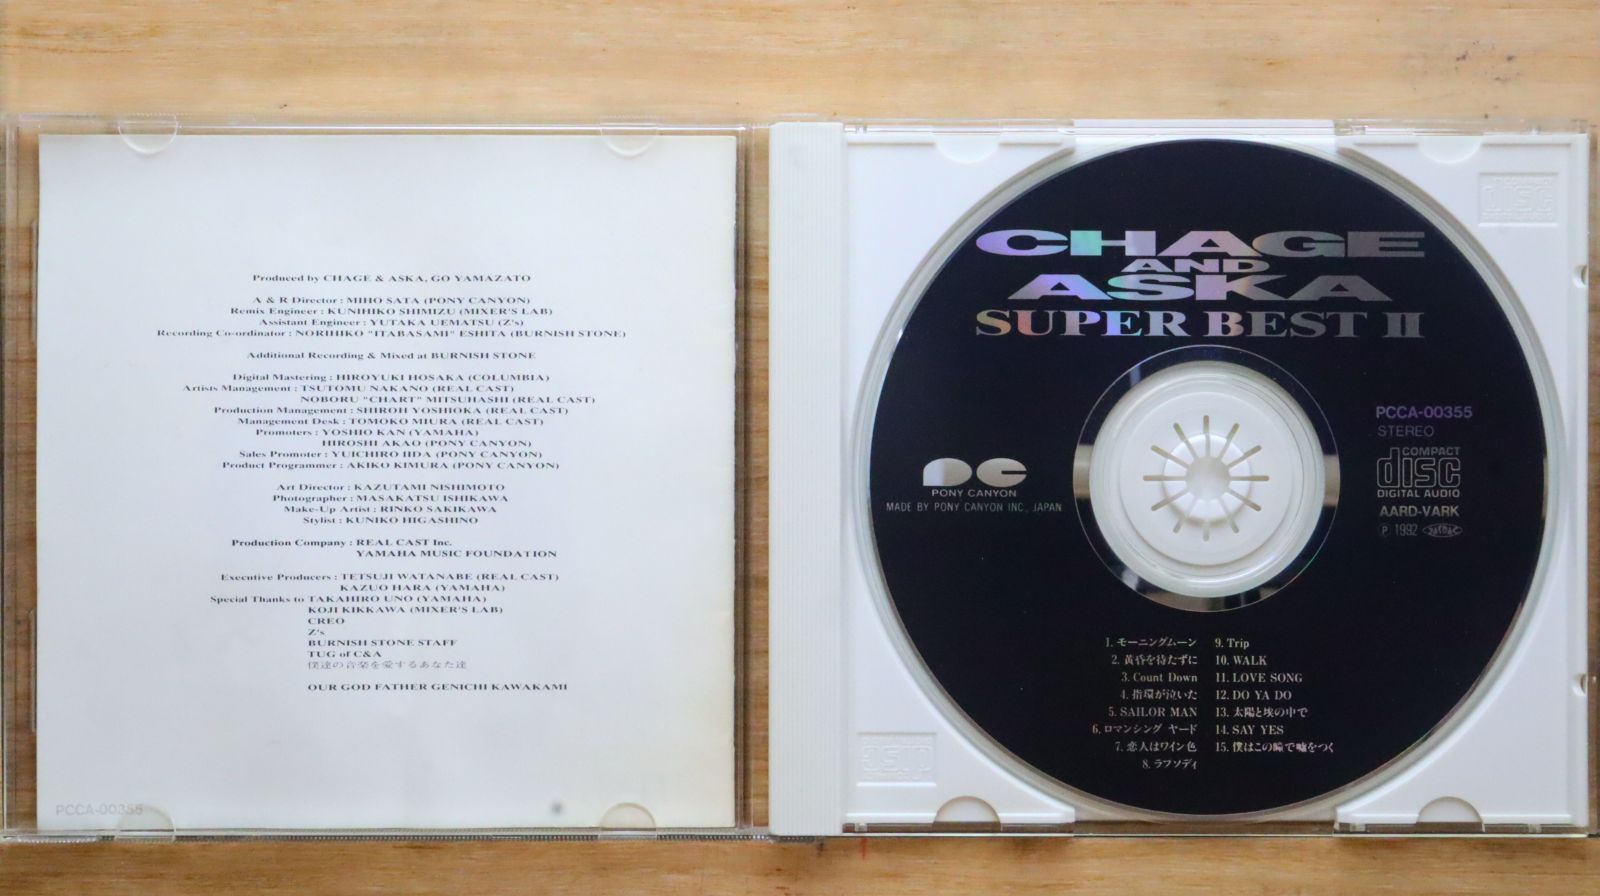 Produced by CHAGE & ASKA, GO YAMAZATO
A & R Director : MIHO SATA (PONY CANYON)
Remix Engineer : KUNIHIKO SHIMIZU (MIXER'S LAB)
Assistant Engineer : YUTAKA UEMATSU (Z's)
Recording Co-ordinator : NORIHIKO "ITABASAMI" ESHITA (BURNISH STONE)
Additional Recording & Mixed at BURNISH STONE
Digital Mastering : HIROYUKI HOSAKA (COLUMBIA)
Artists Management : TSUTOMU NAKANO (REAL CAST)
NOBORU "CHART" MITSUHASHI (REAL CAST)
Production Management : SHIROH YOSHIOKA (REAL CAST)
Management Desk : TOMOKO MIURA (REAL CAST)
Promoters : YOSHIO KAN (YAMAHA)
HIROSHI AKAO (PONY CANYON)
Sales Promoter : YUICHIRO IIDA (PONY CANYON)
Product Programmer : AKIKO KIMURA (PONY CANYON)
Art Director : KAZUTAMI NISHIMOTO
Photographer : MASAKATSU ISHIKAWA
Make-Up Artist : RINKO SAKIKAWA
Stylist : KUNIKO HIGASHINO
Production Company : REAL CAST Inc.
YAMAHA MUSIC FOUNDATION
Executive Producers : TETSUJI WATANABE (REAL CAST)
KAZUO HARA (YAMAHA)
Special Thanks to TAKAHIRO UNO (YAMAHA)
KOJI KIKKAWA (MIXER'S LAB)
CREO
Z's
BURNISH STONE STAFF
TUG of C&A
僕達の音楽を愛するあなた達
OUR GOD FATHER GENICHI KAWAKAMI
PCCA-00355
CHAGE
AND
ASKA
SUPER BEST II
PCCA-00355
STEREO
COMPACT
disc
DIGITAL AUDIO
AARD-VARK
P 1992
PONY CANYON
MADE BY PONY CANYON INC., JAPAN
1. モーニングムーン
2. 黄昏を待たずに
3. Count Down
4. 指環が泣いた
5. SAILOR MAN
6. ロマンシング ヤード
7. 恋人はワイン色
8. ラプソディ
9. Trip
10. WALK
11. LOVE SONG
12. DO YA DO
13. 太陽と埃の中で
14. SAY YES
15. 僕はこの瞳で嘘をつく